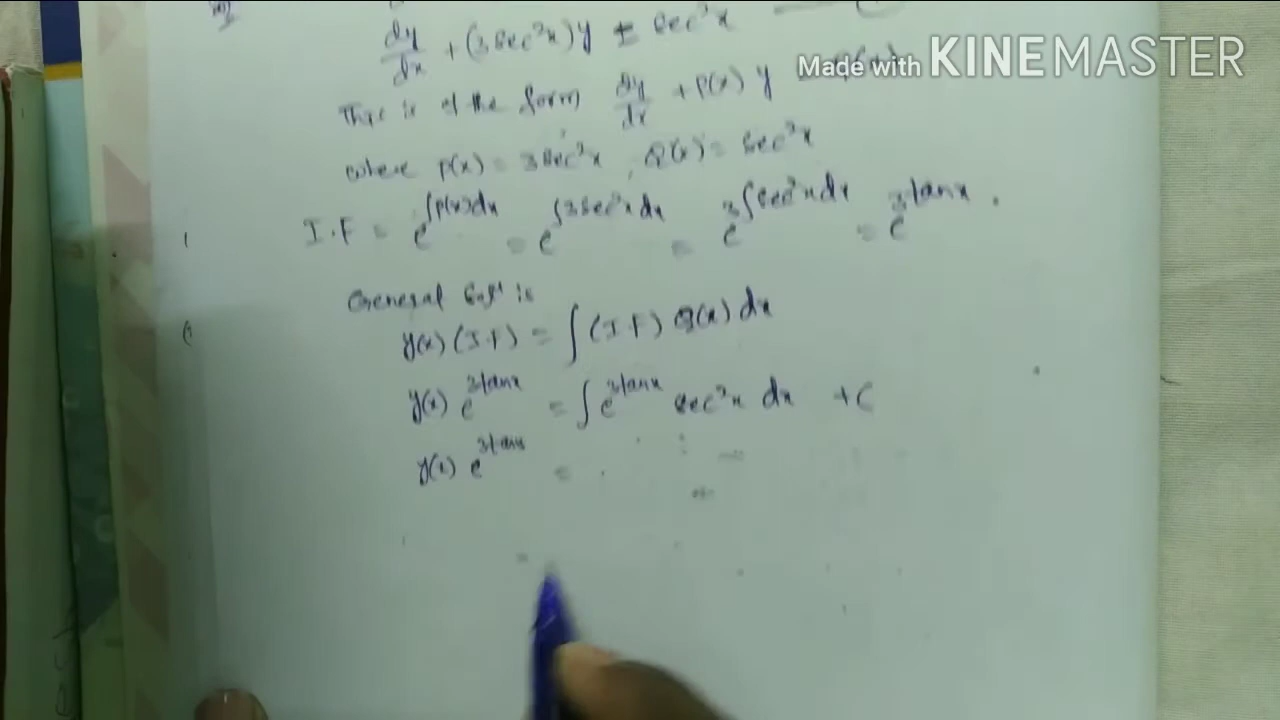 dy/dx + (3 sec²x) y = sec²x
Made with KINEMASTER
This is of the form dy/dx + P(x) y =
where P(x) = 3 sec²x , Q(x) = sec²x
I.F = e^∫P(x)dx = e^∫3sec²x dx = e^3∫sec²x dx = e^3tanx .
General is
y(x) (I.F) = ∫ (I.F) Q(x) dx
y(x) e^3tanx = ∫ e^3tanx sec²x dx + C
y(x) e^3tanx =